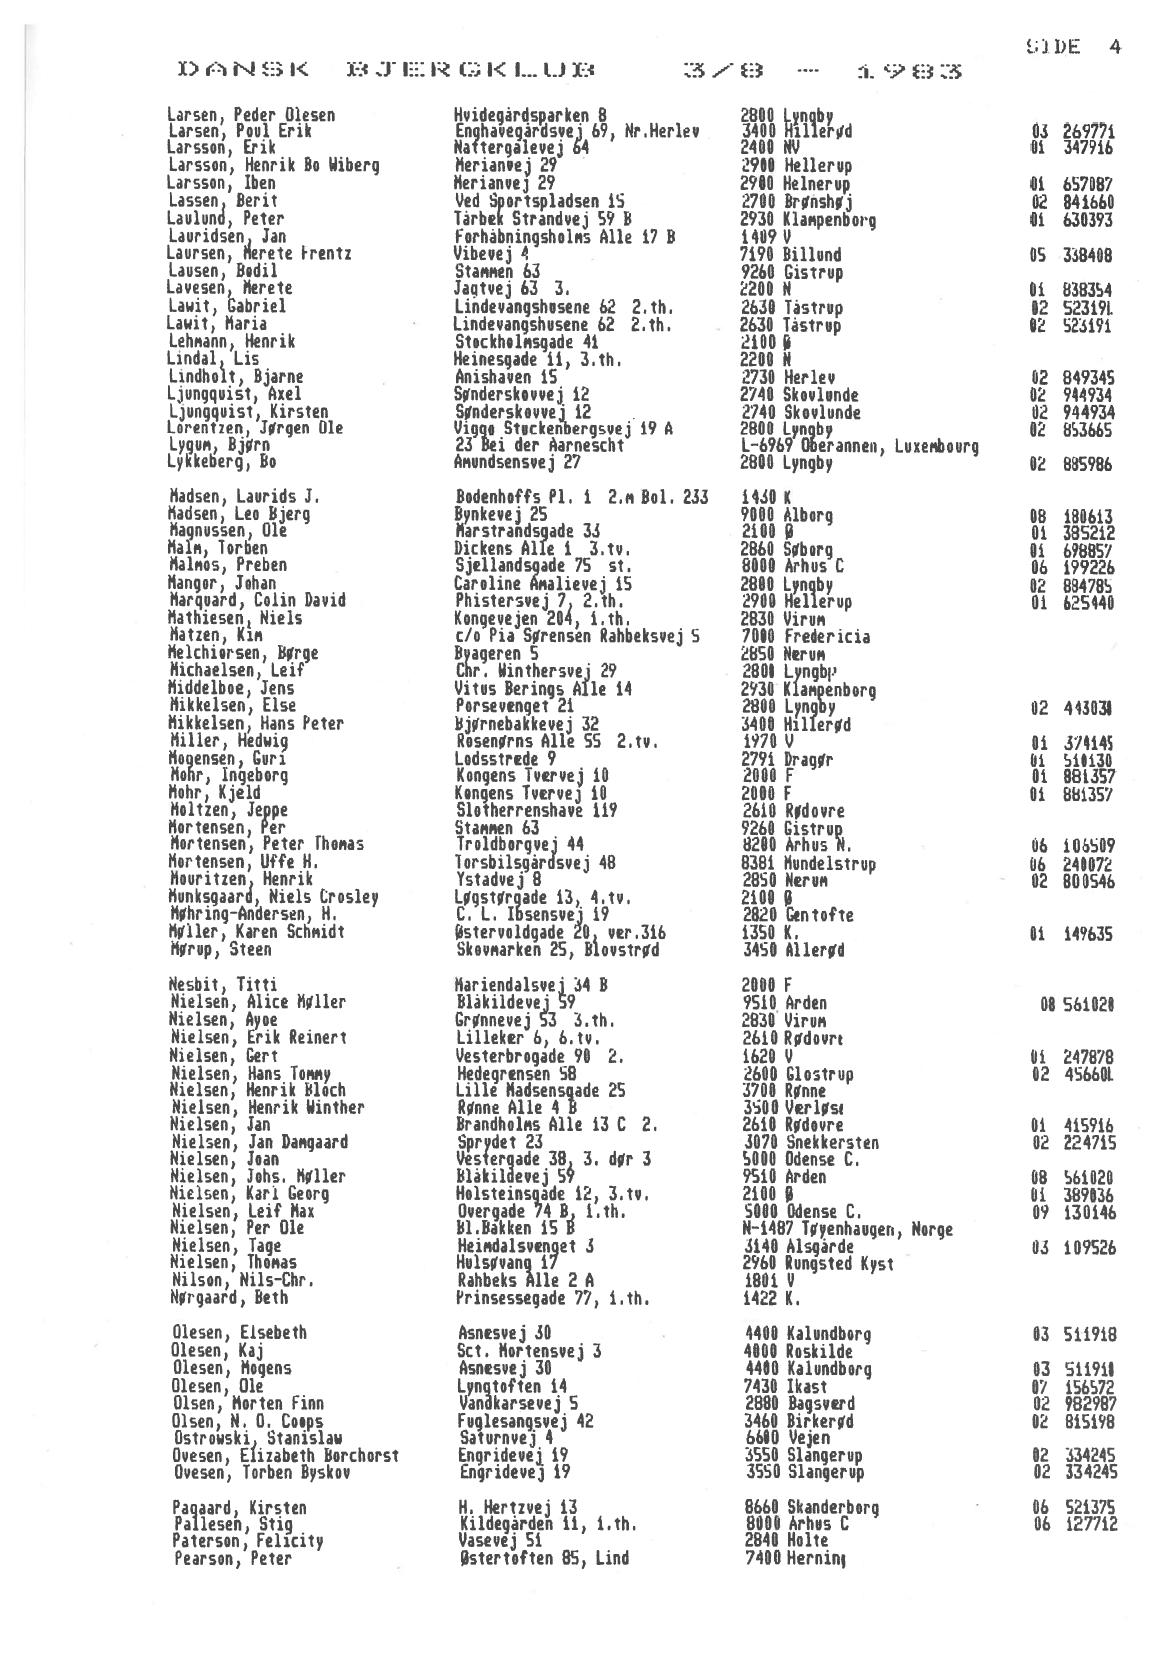 SIDE 4
DANSK BJERGKLUB 3/8 -- 1983
Larsen, Peder Olesen Hvidegårdsparken 8 2800 Lyngby
Larsen, Poul Erik Enghavegårdsvej 69, Nr.Herlev 3400 Hillerød 03 269771
Larsson, Erik Nattergalevej 64 2400 NV 01 347916
Larsson, Henrik Bo Wiberg Merianvej 29 2900 Hellerup
Larsson, Iben Merianvej 29 2900 Helnerup 01 657087
Lassen, Berit Ved Sportspladsen 15 2700 Brønshøj 02 841660
Laulund, Peter Tårbek Strandvej 59 B 2930 Klampenborg 01 630393
Lauridsen, Jan Forhåbningsholms Alle 17 B 1409 V
Laursen, Merete Frentz Vibevej 4 7190 Billund 05 338408
Lausen, Bodil Stammen 63 9260 Gistrup
Lavesen, Merete Jagtvej 63 3. 2200 N 01 838354
Lawit, Gabriel Lindevangshusene 62 2.th. 2630 Tåstrup 02 523191
Lawit, Maria Lindevangshusene 62 2.th. 2630 Tåstrup 02 523191
Lehmann, Henrik Stockholmsgade 41 2100 Ø
Lindal, Lis Heinesgade 11, 3.th. 2200 N
Lindholt, Bjarne Anishaven 15 2730 Herlev 02 849345
Ljungquist, Axel Sønderskovvej 12 2740 Skovlunde 02 944934
Ljungquist, Kirsten Sønderskovvej 12 2740 Skovlunde 02 944934
Lorentzen, Jørgen Ole Viggo Stuckenbergsvej 19 A 2800 Lyngby 02 853665
Lygum, Bjørn 23 Bei der Aarnescht L-6969 Oberannen, Luxembourg
Lykkeberg, Bo Amundsensvej 27 2800 Lyngby 02 885986
Madsen, Laurids J. Bodenhoffs Pl. 1 2.m Bol. 233 1430 K
Madsen, Leo Bjerg Bynkevej 25 9000 Ålborg 08 180613
Magnussen, Ole Marstrandsgade 33 2100 Ø 01 385212
Malm, Torben Dickens Alle 1 3.tv. 2860 Søborg 01 698857
Malmos, Preben Sjellandsgade 75 st. 8000 Århus C 06 199226
Mangor, Johan Caroline Amalievej 15 2800 Lyngby 02 884785
Marquard, Colin David Phistersvej 7, 2.th. 2900 Hellerup 01 625440
Mathiesen, Niels Kongevejen 204, 1.th. 2830 Virum
Matzen, Kim c/o Pia Sørensen Rahbeksvej 5 7000 Fredericia
Melchiorsen, Børge Byageren 5 2850 Nerum
Michaelsen, Leif Chr. Winthersvej 29 2800 Lyngby
Middelboe, Jens Vitus Berings Alle 14 2930 Klampenborg
Mikkelsen, Else Porsevenget 21 2800 Lyngby 02 443030
Mikkelsen, Hans Peter Bjørnebakkevej 32 3400 Hillerød
Miller, Hedwig Rosenørns Alle 55 2.tv. 1970 V 01 374145
Mogensen, Guri Lodsstrede 9 2791 Dragør 01 510130
Mohr, Ingeborg Kongens Tvervej 10 2000 F 01 881357
Mohr, Kjeld Kongens Tvervej 10 2000 F 01 881357
Moltzen, Jeppe Slotherrenshave 119 2610 Rødovre
Mortensen, Per Stammen 63 9260 Gistrup
Mortensen, Peter Thomas Troldborgvej 44 8200 Århus N. 06 106509
Mortensen, Uffe H. Torsbilsgårdsvej 48 8381 Mundelstrup 06 240072
Mouritzen, Henrik Ystadvej 8 2850 Nerum 02 800546
Munksgaard, Niels Crosley Løgstørgade 13, 4.tv. 2100 Ø
Møhring-Andersen, H. C. L. Ibsensvej 19 2820 Gentofte
Møller, Karen Schmidt Østervoldgade 20, ver.316 1350 K. 01 149635
Mørup, Steen Skovmarken 25, Blovstrød 3450 Allerød
Nesbit, Titti Mariendalsvej 34 B 2000 F
Nielsen, Alice Møller Blåkildevej 59 9510 Arden 08 561020
Nielsen, Ayoe Grønnevej 53 3.th. 2830 Virum
Nielsen, Erik Reinert Lilleker 6, 6.tv. 2610 Rødovre
Nielsen, Gert Vesterbrogade 90 2. 1620 V 01 247878
Nielsen, Hans Tommy Hedegrensen 58 2600 Glostrup 02 456601
Nielsen, Henrik Bloch Lille Madsensgade 25 3700 Rønne
Nielsen, Henrik Winther Rønne Alle 4 B 3500 Verløse
Nielsen, Jan Brandholms Alle 13 C 2. 2610 Rødovre 01 415916
Nielsen, Jan Damgaard Sprydet 23 3070 Snekkersten 02 224715
Nielsen, Joan Vestergade 38, 3. dør 3 5000 Odense C.
Nielsen, Johs. Møller Blåkildevej 59 9510 Arden 08 561020
Nielsen, Karl Georg Holsteinsgade 12, 3.tv. 2100 Ø 01 389036
Nielsen, Leif Max Overgade 74 B, 1.th. 5000 Odense C. 09 130146
Nielsen, Per Ole Bl.Bakken 15 B N-1487 Tøyenhaugen, Norge
Nielsen, Tage Heimdalsvenget 3 3140 Ålsgårde 03 109526
Nielsen, Thomas Hulsøvang 17 2960 Rungsted Kyst
Nilson, Nils-Chr. Rahbeks Alle 2 A 1801 V
Nørgaard, Beth Prinsessegade 77, 1.th. 1422 K.
Olesen, Elsebeth Asnesvej 30 4400 Kalundborg 03 511918
Olesen, Kaj Sct. Mortensvej 3 4000 Roskilde
Olesen, Mogens Asnesvej 30 4400 Kalundborg 03 511918
Olesen, Ole Lyngtoften 14 7430 Ikast 07 156572
Olsen, Morten Finn Vandkarsevej 5 2880 Bagsverd 02 982987
Olsen, N. O. Coops Fuglesangsvej 42 3460 Birkerød 02 815198
Ostrowski, Stanislaw Saturnvej 4 6600 Vejen
Ovesen, Elizabeth Borchorst Engridevej 19 3550 Slangerup 02 334245
Ovesen, Torben Byskov Engridevej 19 3550 Slangerup 02 334245
Pagaard, Kirsten H. Hertzvej 13 8660 Skanderborg 06 521375
Pallesen, Stig Kildegården 11, 1.th. 8000 Århus C 06 127712
Paterson, Felicity Vasevej 51 2840 Holte
Pearson, Peter Østertoften 85, Lind 7400 Herning